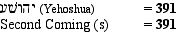 יהושע (Yehoshua) = 391
Second Coming (s) = 391